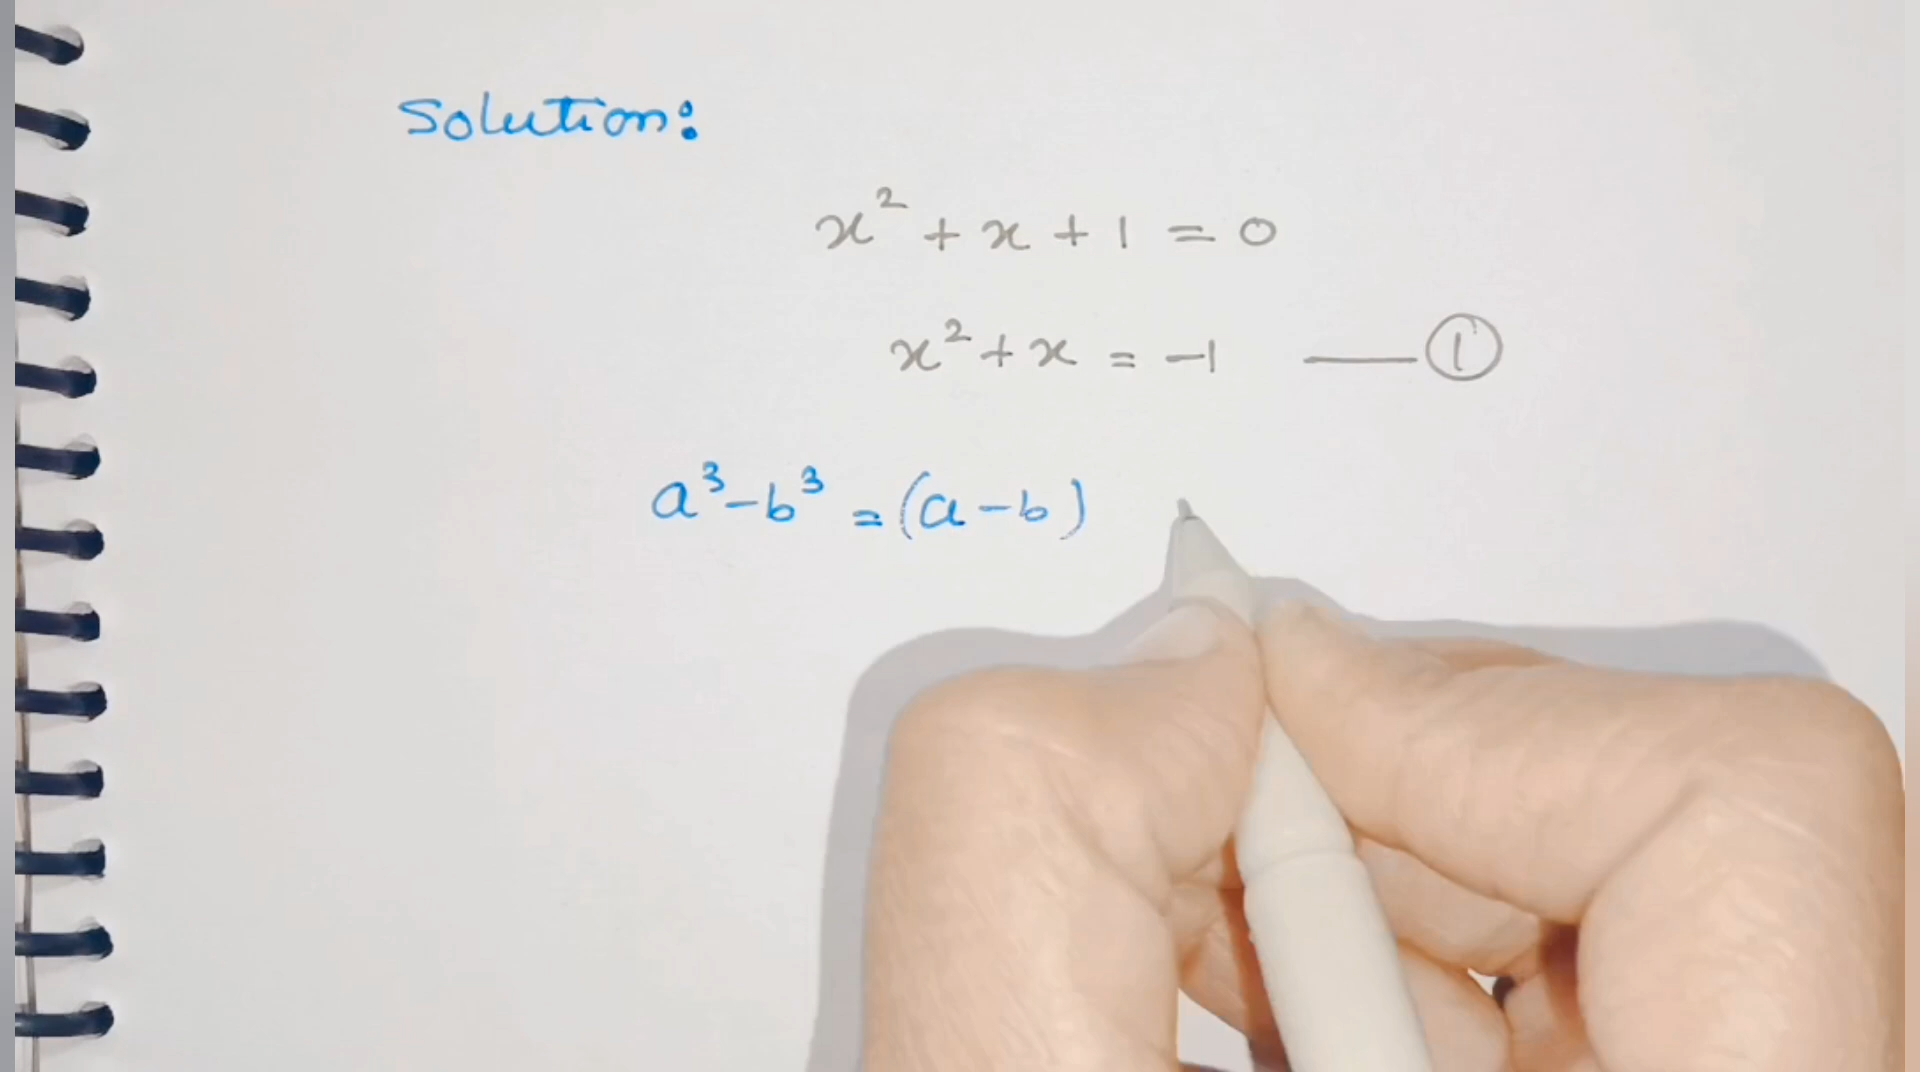 Solution:
x² + x + 1 = 0
x² + x = -1 —— ①
a³ - b³ = (a - b)